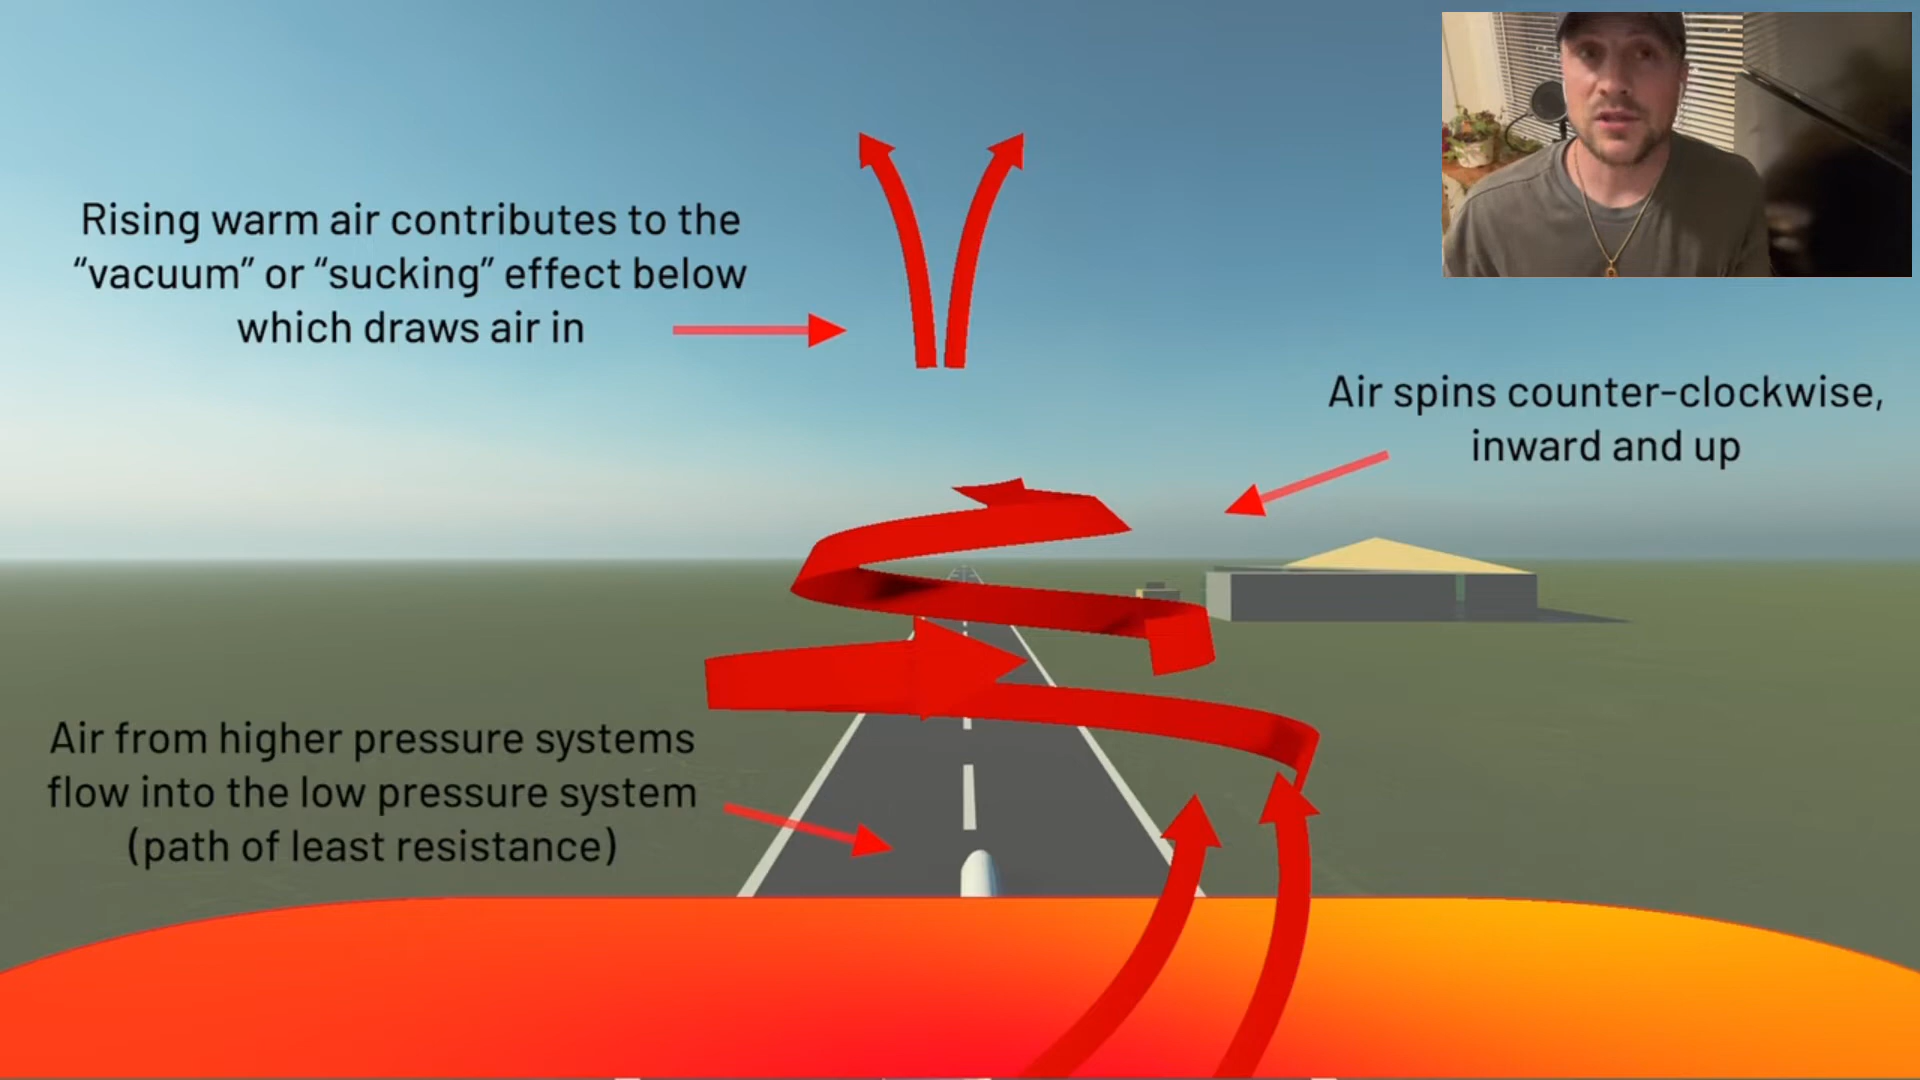 Rising warm air contributes to the
“vacuum” or “sucking” effect below
which draws air in
Air spins counter-clockwise,
inward and up
Air from higher pressure systems
flow into the low pressure system
(path of least resistance)